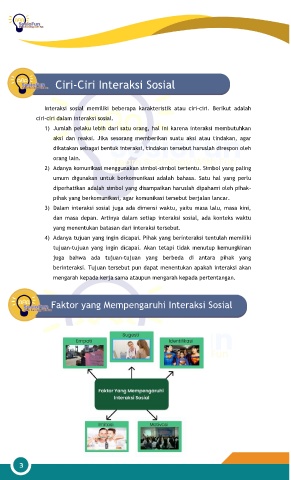 Ciri-Ciri Interaksi Sosial
Interaksi sosial memiliki beberapa karakteristik atau ciri-ciri. Berikut adalah
ciri-ciri dalam interaksi sosial.
1) Jumlah pelaku lebih dari satu orang, hal ini karena interaksi membutuhkan
aksi dan reaksi. Jika seseorang memberikan suatu aksi atau tindakan, agar
dikatakan sebagai bentuk interaksi, tindakan tersebut haruslah direspon oleh
orang lain.
2) Adanya komunikasi menggunakan simbol-simbol tertentu. Simbol yang paling
umum digunakan untuk berkomunikasi adalah bahasa. Satu hal yang perlu
diperhatikan adalah simbol yang disampaikan haruslah dipahami oleh pihak-
pihak yang berkomunikasi, agar komunikasi tersebut berjalan lancar.
3) Dalam interaksi sosial juga ada dimensi waktu, yaitu masa lalu, masa kini,
dan masa depan. Artinya dalam setiap interaksi sosial, ada konteks waktu
yang menentukan batasan dari interaksi tersebut.
4) Adanya tujuan yang ingin dicapai. Pihak yang berinteraksi tentulah memiliki
tujuan-tujuan yang ingin dicapai. Akan tetapi tidak menutup kemungkinan
juga bahwa ada tujuan-tujuan yang berbeda di antara pihak yang
berinteraksi. Tujuan tersebut pun dapat menentukan apakah interaksi akan
mengarah kepada kerja sama ataupun mengarah kepada pertentangan.
Faktor yang Mempengaruhi Interaksi Sosial
Sugesti
Empati
Identifikasi
Faktor Yang Mempengaruhi
Interaksi Sosial
Motivasi
3